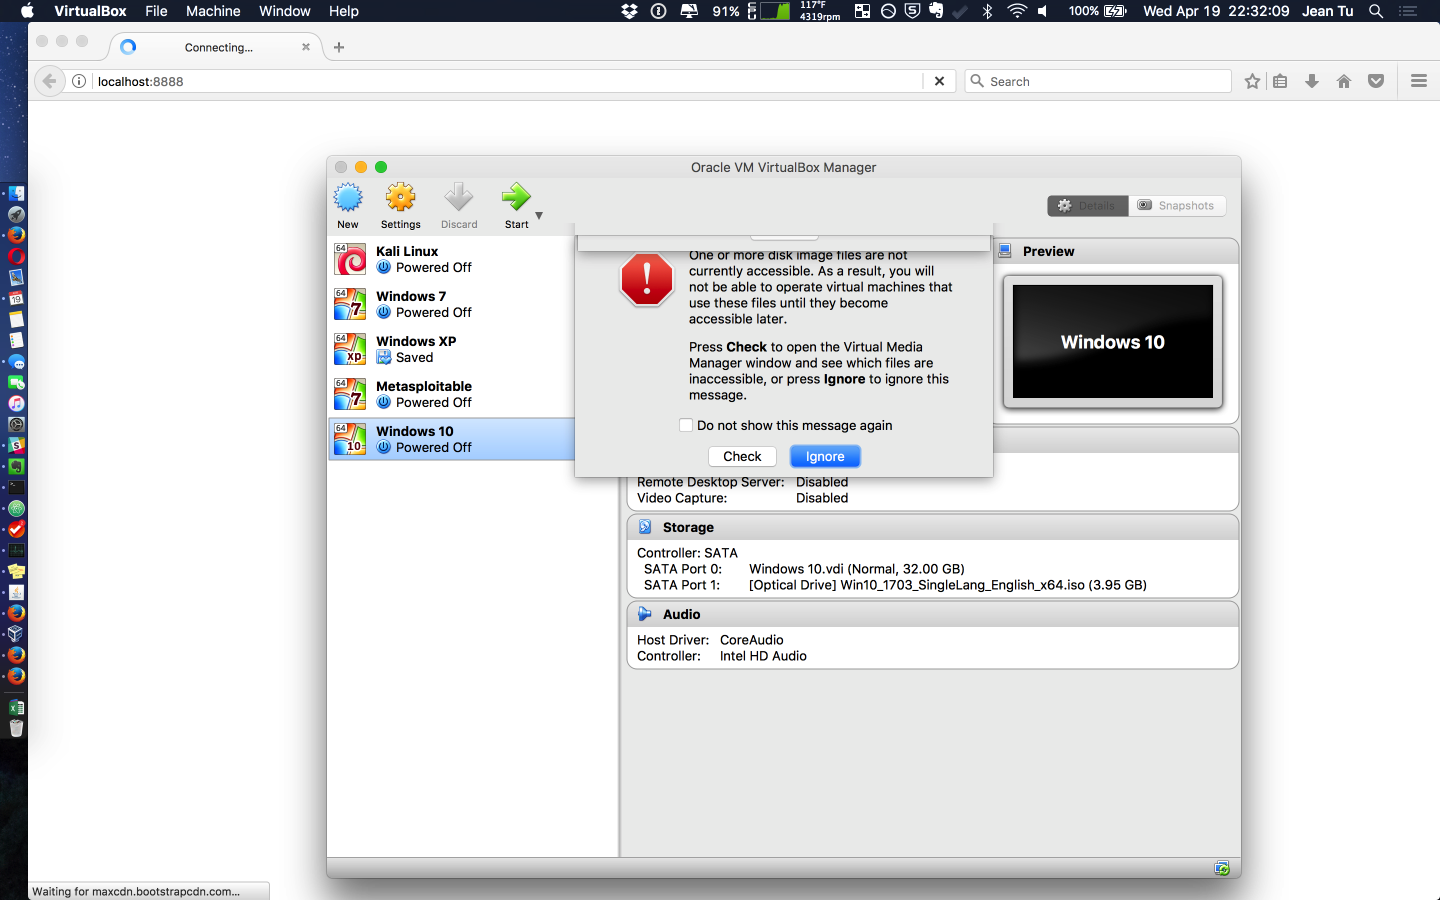 VirtualBox File Machine Window Help 91% 117°F 4319rpm 100% Wed Apr 19 22:32:09 Jean Tu
Connecting...
localhost:8888
Search
Oracle VM VirtualBox Manager
New Settings Discard Start
Details Snapshots
64
Kali Linux
Powered Off
64
7
Windows 7
Powered Off
64
xp
Windows XP
Saved
64
7
Metasploitable
Powered Off
64
10
Windows 10
Powered Off
One or more disk image files are not
currently accessible. As a result, you will
not be able to operate virtual machines that
use these files until they become
accessible later.
Press Check to open the Virtual Media
Manager window and see which files are
inaccessible, or press Ignore to ignore this
message.
Do not show this message again
Check Ignore
Preview
Windows 10
Remote Desktop Server: Disabled
Video Capture: Disabled
Storage
Controller: SATA
SATA Port 0: Windows 10.vdi (Normal, 32.00 GB)
SATA Port 1: [Optical Drive] Win10_1703_SingleLang_English_x64.iso (3.95 GB)
Audio
Host Driver: CoreAudio
Controller: Intel HD Audio
Waiting for maxcdn.bootstrapcdn.com...